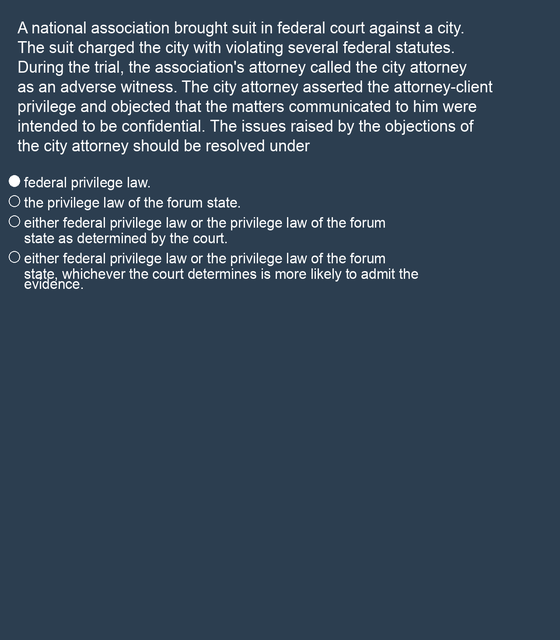 A national association brought suit in federal court against a city.
The suit charged the city with violating several federal statutes.
During the trial, the association's attorney called the city attorney
as an adverse witness. The city attorney asserted the attorney-client
privilege and objected that the matters communicated to him were
intended to be confidential. The issues raised by the objections of
the city attorney should be resolved under
federal privilege law.
the privilege law of the forum state.
either federal privilege law or the privilege law of the forum
state as determined by the court.
either federal privilege law or the privilege law of the forum
state, whichever the court determines is more likely to admit the
evidence.